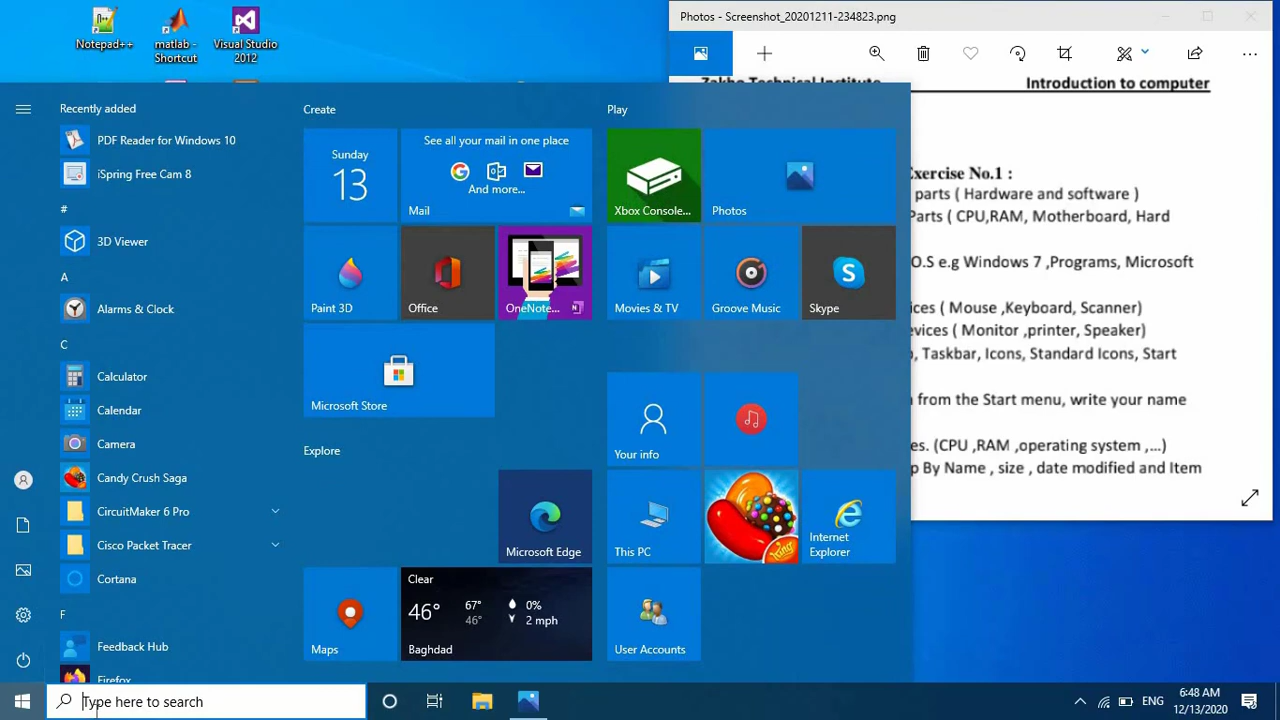 Notepad++
matlab -
Shortcut
Visual Studio
2012
Photos - Screenshot_20201211-234823.png
Introduction to computer
Exercise No.1 :
parts ( Hardware and software )
Parts ( CPU,RAM, Motherboard, Hard
O.S e.g Windows 7 ,Programs, Microsoft
ices ( Mouse ,Keyboard, Scanner)
evices ( Monitor ,printer, Speaker)
, Taskbar, Icons, Standard Icons, Start
from the Start menu, write your name
es. (CPU ,RAM ,operating system ,...)
p By Name , size , date modified and Item
Recently added
PDF Reader for Windows 10
iSpring Free Cam 8
#
3D Viewer
A
Alarms & Clock
C
Calculator
Calendar
Camera
Candy Crush Saga
CircuitMaker 6 Pro
Cisco Packet Tracer
Cortana
F
Feedback Hub
Firefox
Create
Sunday
13
See all your mail in one place
And more...
Mail
Paint 3D
Office
OneNote...
Microsoft Store
Explore
Microsoft Edge
Maps
Clear
46°
67°
46°
0%
2 mph
Baghdad
Play
Xbox Console...
Photos
Movies & TV
Groove Music
Skype
Your info
This PC
King
Internet
Explorer
User Accounts
Type here to search
ENG
6:48 AM
12/13/2020